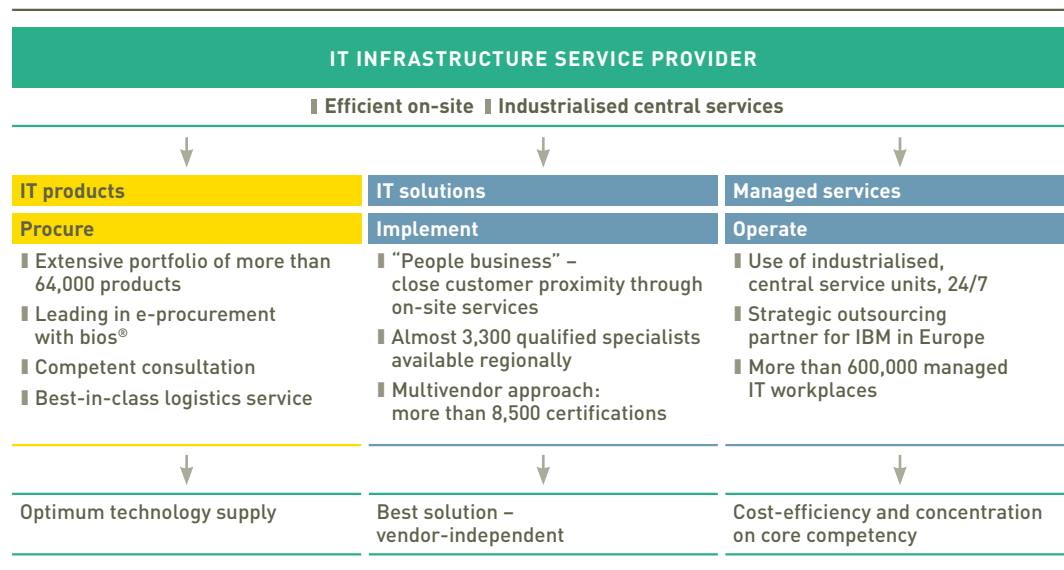 IT INFRASTRUCTURE SERVICE PROVIDER
Efficient on-site Industrialised central services
IT products
Procure
Extensive portfolio of more than
64,000 products
Leading in e-procurement
with bios®
Competent consultation
Best-in-class logistics service
Optimum technology supply
IT solutions
Implement
“People business” –
close customer proximity through
on-site services
Almost 3,300 qualified specialists
available regionally
Multivendor approach:
more than 8,500 certifications
Best solution –
vendor-independent
Managed services
Operate
Use of industrialised,
central service units, 24/7
Strategic outsourcing
partner for IBM in Europe
More than 600,000 managed
IT workplaces
Cost-efficiency and concentration
on core competency